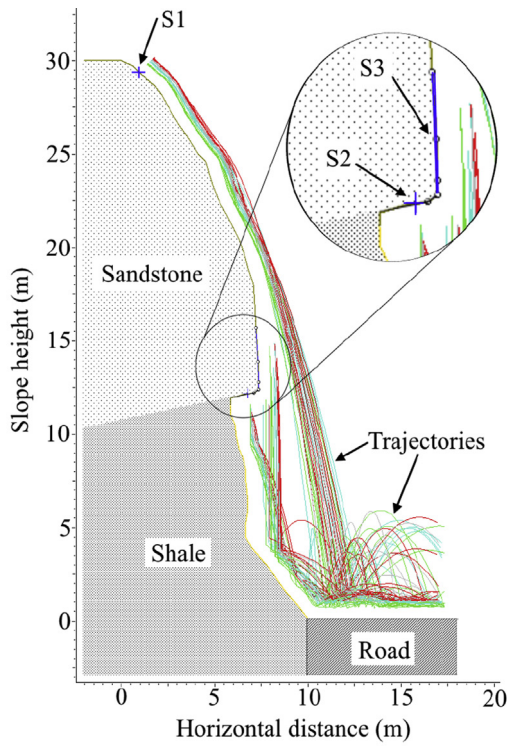 S1
S3
S2
30
25
20
15
10
5
0
Slope height (m)
Sandstone
Trajectories
Shale
Road
0
5
10
15
20
Horizontal distance (m)